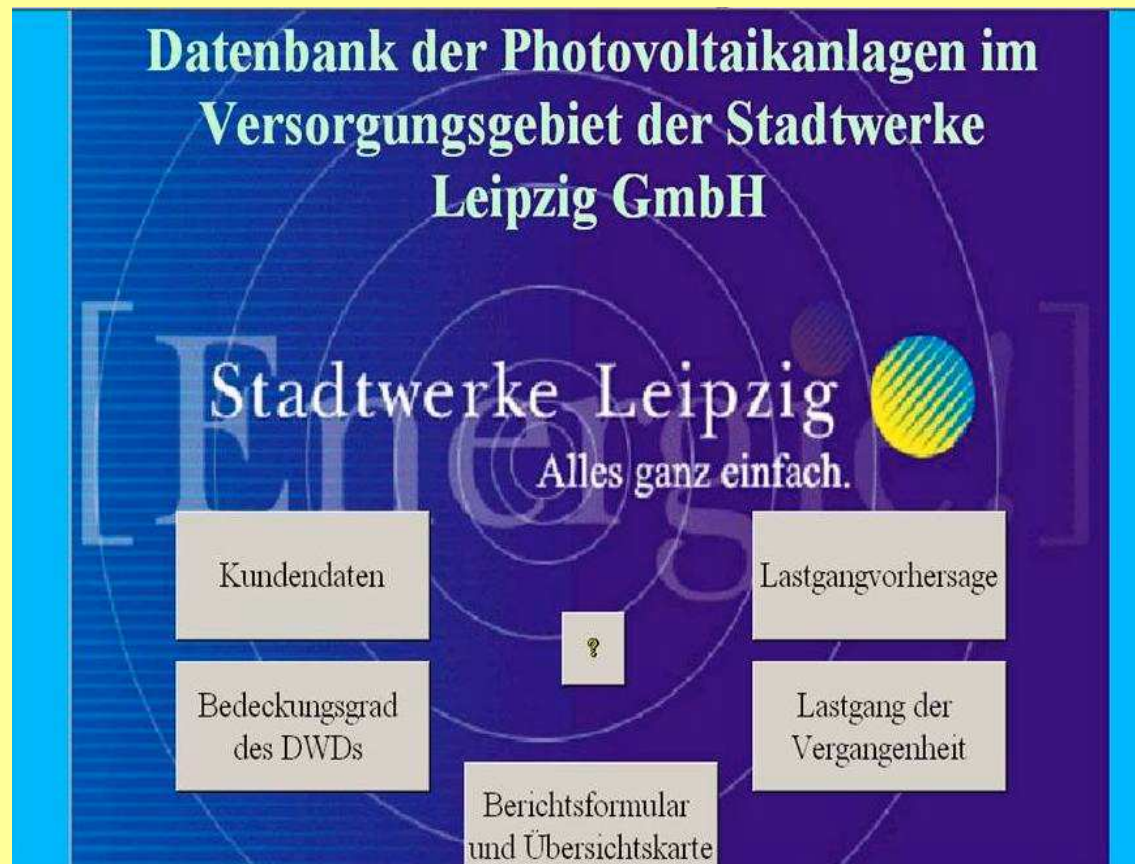 Datenbank der Photovoltaikanlagen im
Versorgungsgebiet der Stadtwerke
Leipzig GmbH
[Energie!]
Stadtwerke Leipzig
Alles ganz einfach.
Kundendaten
Lastgangvorhersage
?
Bedeckungsgrad
des DWDs
Lastgang der
Vergangenheit
Berichtsformular
und Übersichtskarte